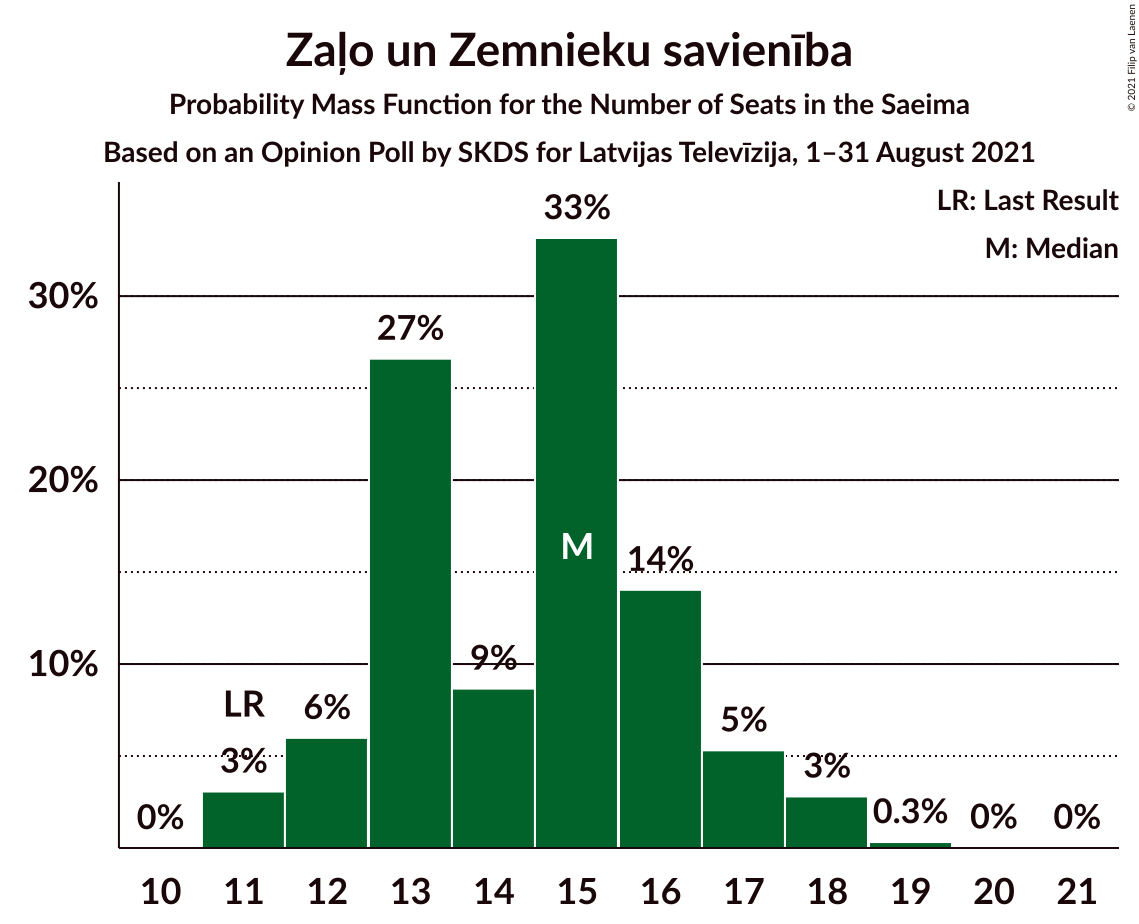 Zaļo un Zemnieku savienība
Probability Mass Function for the Number of Seats in the Saeima
Based on an Opinion Poll by SKDS for Latvijas Televīzija, 1–31 August 2021
© 2021 Filip van Laenen
LR: Last Result
M: Median
30%
20%
10%
0%
LR
3%
6%
27%
9%
33%
M
14%
5%
3%
0.3%
0%
0%
10 11 12 13 14 15 16 17 18 19 20 21